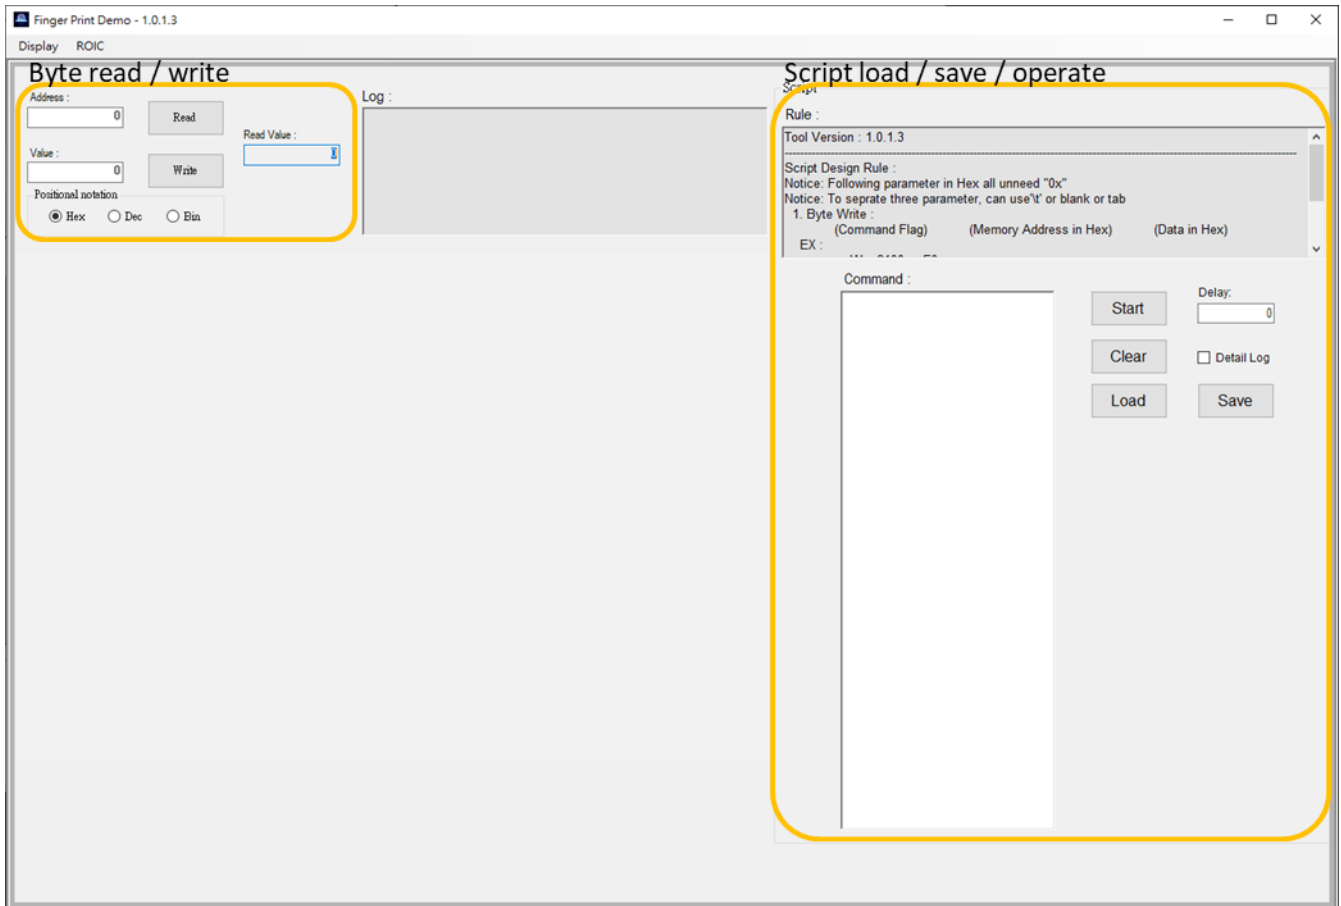 Finger Print Demo - 1.0.1.3
Display ROIC
Byte read / write
Address :
0
Read
Value :
0
Write
Read Value :
0
Positional notation
Hex Dec Bin
Log :
Script load / save / operate
Script
Rule :
Tool Version : 1.0.1.3
Script Design Rule :
Notice: Following parameter in Hex all unneed "0x"
Notice: To seprate three parameter, can use'\t' or blank or tab
1. Byte Write :
(Command Flag) (Memory Address in Hex) (Data in Hex)
EX :
Command :
Start
Delay:
0
Clear
Detail Log
Load
Save